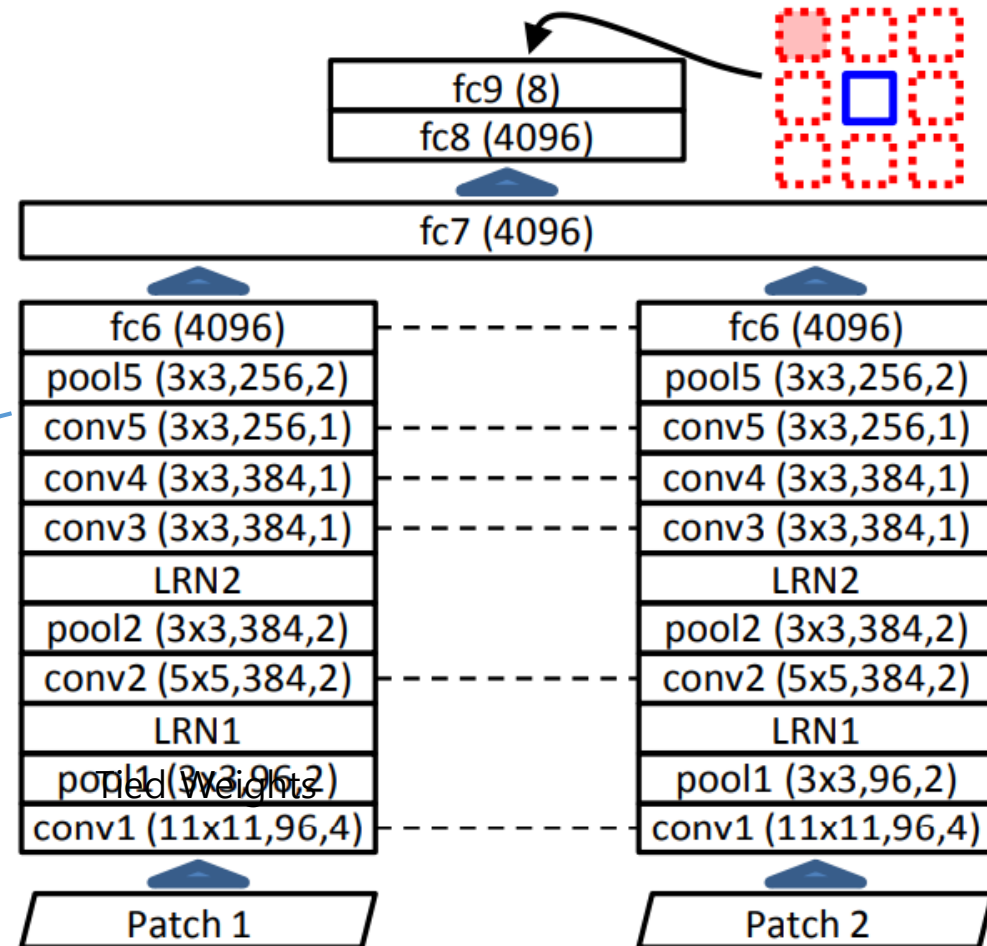 fc9 (8)
fc8 (4096)
fc7 (4096)
fc6 (4096)
pool5 (3x3,256,2)
conv5 (3x3,256,1)
conv4 (3x3,384,1)
conv3 (3x3,384,1)
LRN2
pool2 (3x3,384,2)
conv2 (5x5,384,2)
LRN1
pool1 (3x3,96,2)
Tied Weights
conv1 (11x11,96,4)
Patch 1
fc6 (4096)
pool5 (3x3,256,2)
conv5 (3x3,256,1)
conv4 (3x3,384,1)
conv3 (3x3,384,1)
LRN2
pool2 (3x3,384,2)
conv2 (5x5,384,2)
LRN1
pool1 (3x3,96,2)
conv1 (11x11,96,4)
Patch 2